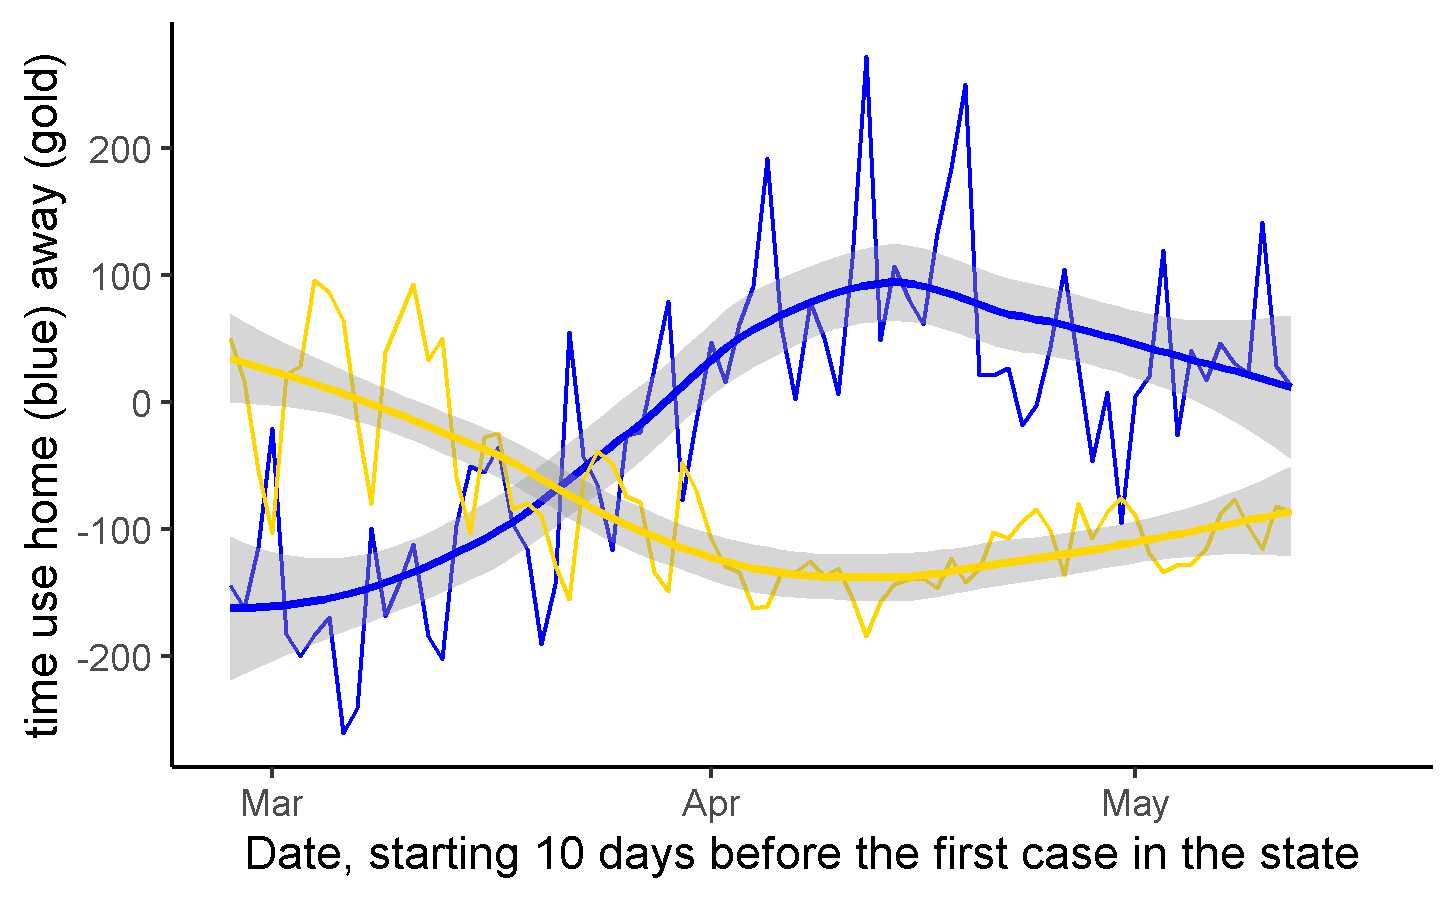 time use home (blue) away (gold)
200
100
0
-100
-200
Mar
Apr
May
Date, starting 10 days before the first case in the state